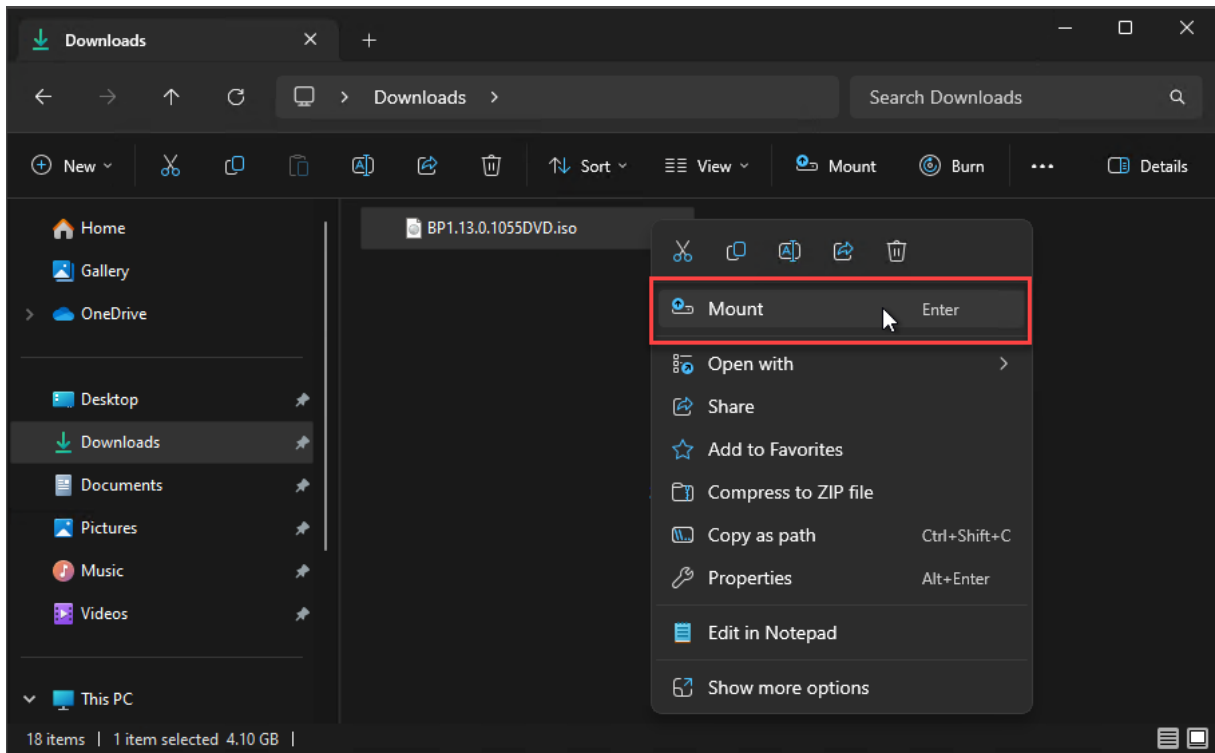 Downloads
Downloads
Search Downloads
New
Sort
View
Mount
Burn
Details
Home
Gallery
OneDrive
Desktop
Downloads
Documents
Pictures
Music
Videos
This PC
BP1.13.0.1055DVD.iso
Mount Enter
Open with
Share
Add to Favorites
Compress to ZIP file
Copy as path Ctrl+Shift+C
Properties Alt+Enter
Edit in Notepad
Show more options
18 items | 1 item selected 4.10 GB |